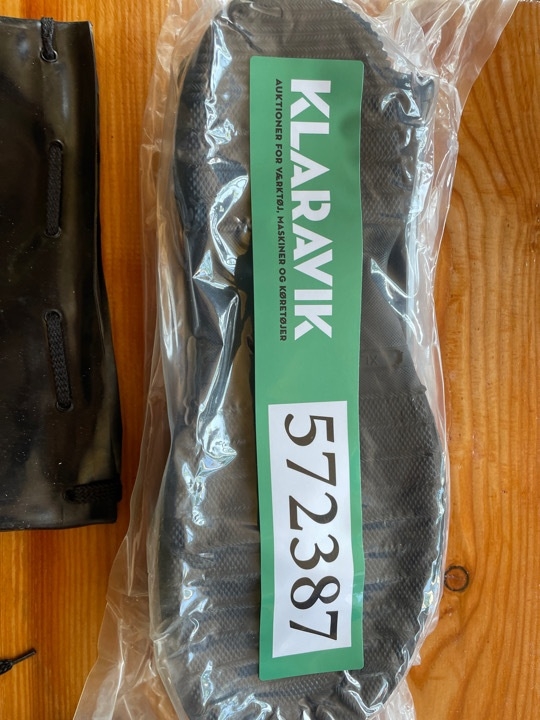 KLARAVIK
AUKTIONER FOR VÆRKTØJ, MASKINER OG KØRETØJER
572387